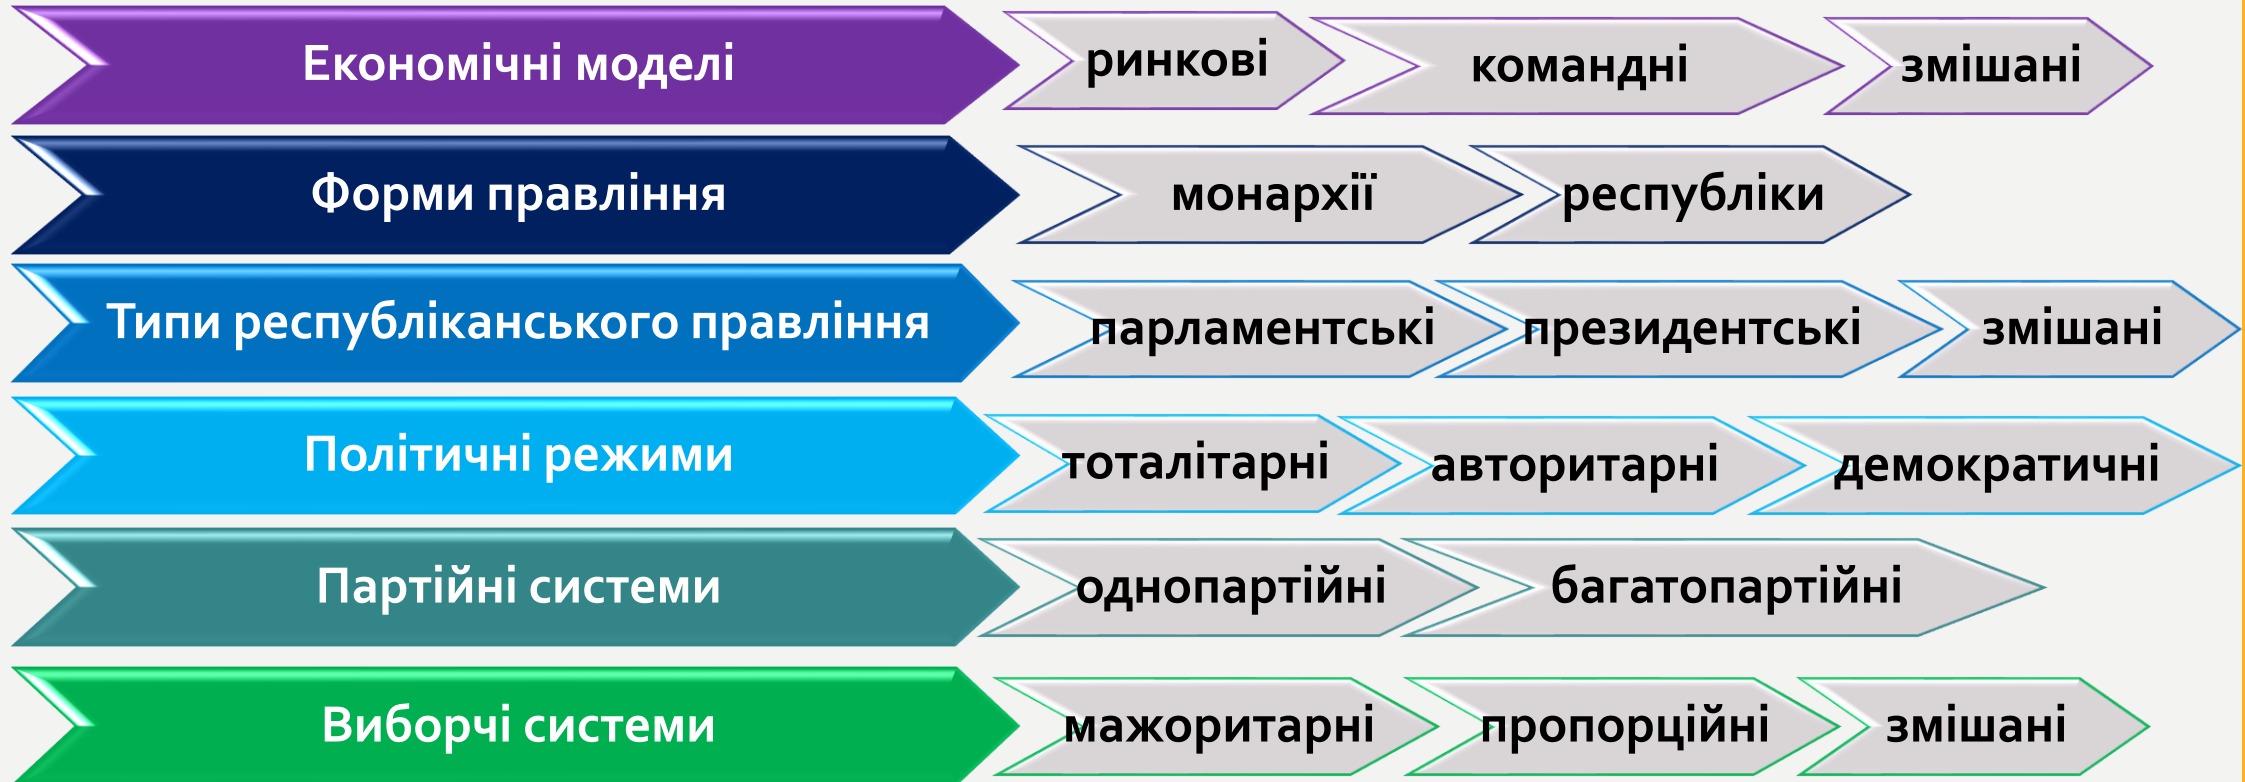 Економічні моделі ринкові командні змішані
Форми правління монархії республіки
Типи республіканського правління парламентські президентські змішані
Політичні режими тоталітарні авторитарні демократичні
Партійні системи однопартійні багатопартійні
Виборчі системи мажоритарні пропорційні змішані